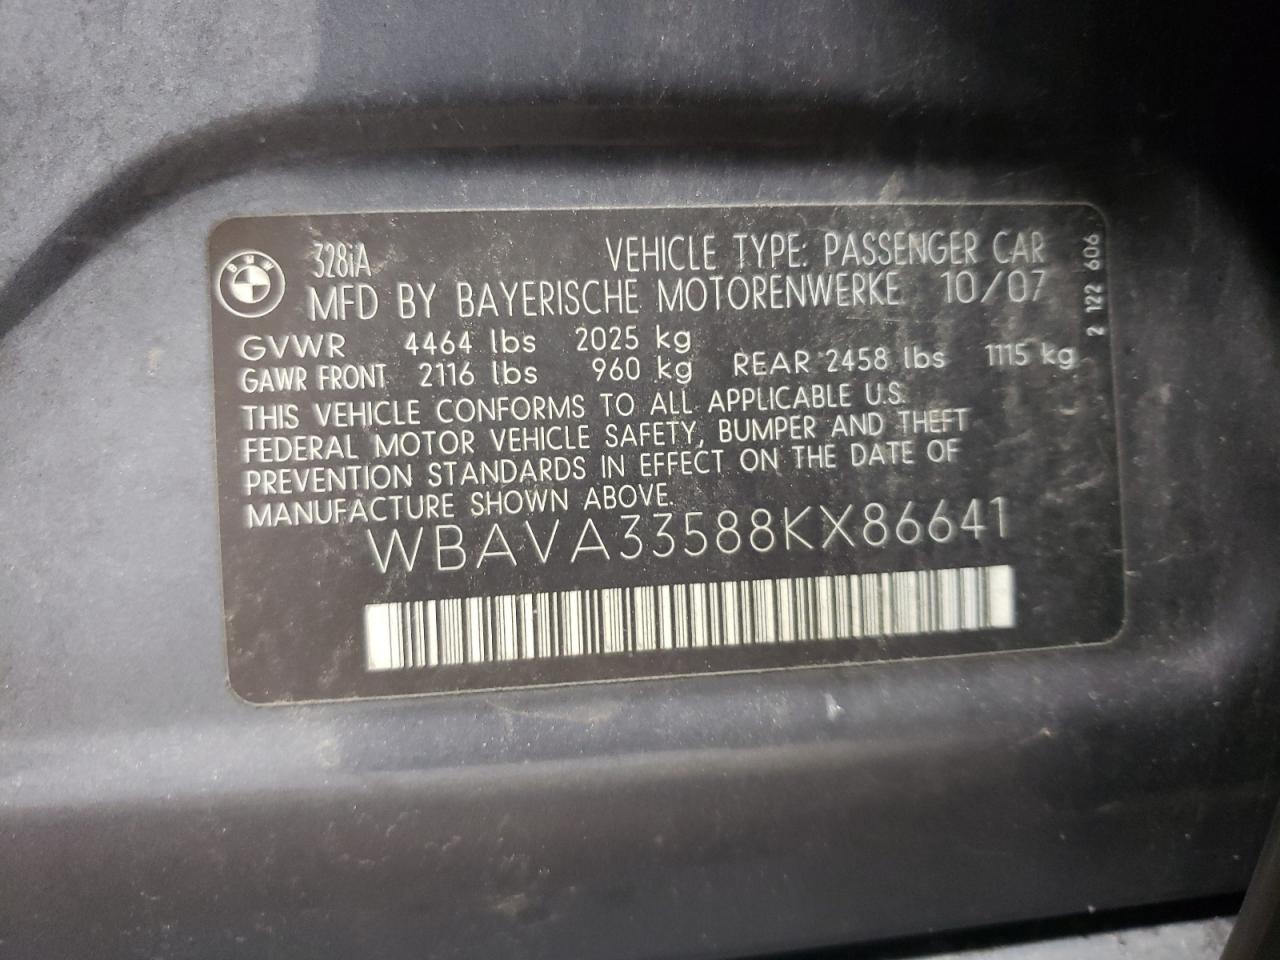 BMW
328iA VEHICLE TYPE: PASSENGER CAR
MFD BY BAYERISCHE MOTORENWERKE 10/07
GVWR 4464 lbs 2025 kg
GAWR FRONT 2116 lbs 960 kg REAR 2458 lbs 1115 kg
THIS VEHICLE CONFORMS TO ALL APPLICABLE U.S.
FEDERAL MOTOR VEHICLE SAFETY, BUMPER AND THEFT
PREVENTION STANDARDS IN EFFECT ON THE DATE OF
MANUFACTURE SHOWN ABOVE.
WBAVA33588KX86641
2 122 606